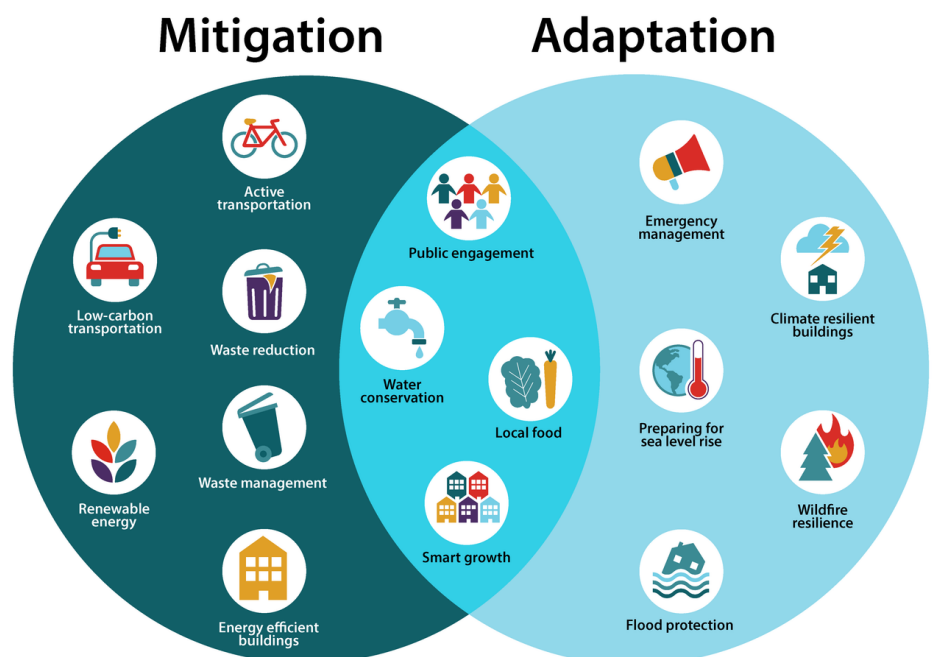 Mitigation
Adaptation
Active
transportation
Low-carbon
transportation
Waste reduction
Waste management
Renewable
energy
Energy efficient
buildings
Public engagement
Water
conservation
Local food
Smart growth
Emergency
management
Climate resilient
buildings
Preparing for
sea level rise
Wildfire
resilience
Flood protection